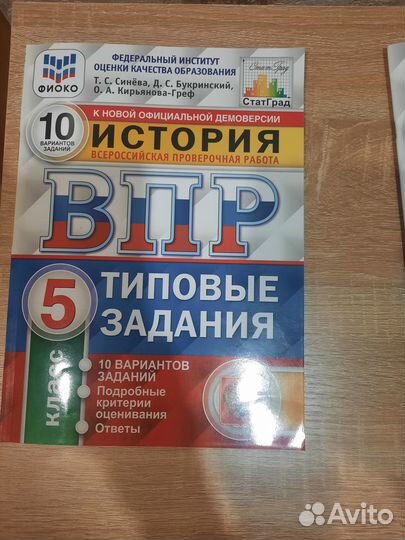 ФИОКО
ФЕДЕРАЛЬНЫЙ ИНСТИТУТ
ОЦЕНКИ КАЧЕСТВА ОБРАЗОВАНИЯ
Т. С. Синёва, Д. С. Букринский,
О. А. Кирьянова-Греф
СтатГрад
К НОВОЙ ОФИЦИАЛЬНОЙ ДЕМОВЕРСИИ
10
ВАРИАНТОВ
ЗАДАНИЙ
ИСТОРИЯ
ВСЕРОССИЙСКАЯ ПРОВЕРОЧНАЯ РАБОТА
ВПР
5
класс
ТИПОВЫЕ
ЗАДАНИЯ
10 ВАРИАНТОВ
ЗАДАНИЙ
Подробные
критерии
оценивания
Ответы
Avito